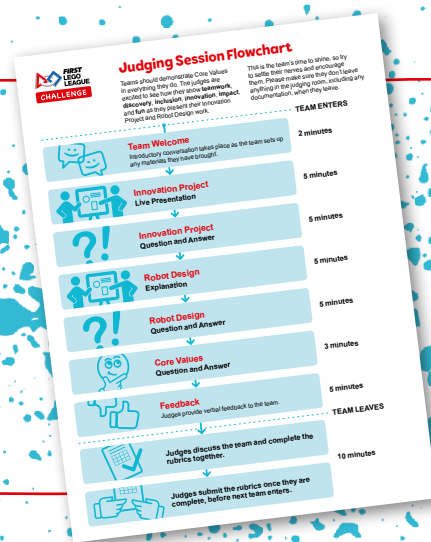 FIRST
LEGO
LEAGUE
CHALLENGE
Judging Session Flowchart
Teams should demonstrate Core Values
in everything they do. The judges are
excited to see how they show teamwork,
discovery, inclusion, innovation, impact,
and fun as they present their Innovation
Project and Robot Design work.
This is the team's time to shine, so try
to settle their nerves and encourage
them. Please make sure they don't leave
anything in the judging room, including any
documentation, when they leave.
TEAM ENTERS
Team Welcome
Introductory conversation takes place as the team sets up
any materials they have brought.
2 minutes
Innovation Project
Live Presentation
5 minutes
Innovation Project
Question and Answer
5 minutes
Robot Design
Explanation
5 minutes
Robot Design
Question and Answer
5 minutes
Core Values
Question and Answer
3 minutes
Feedback
Judges provide verbal feedback to the team.
5 minutes
TEAM LEAVES
Judges discuss the team and complete the
rubrics together.
10 minutes
Judges submit the rubrics once they are
complete, before next team enters.